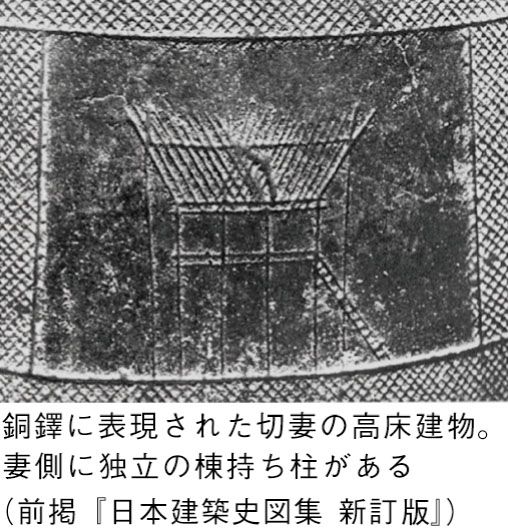 銅鐸に表現された切妻の高床建物。
妻側に独立の棟持ち柱がある
(前掲『日本建築史図集 新訂版』)